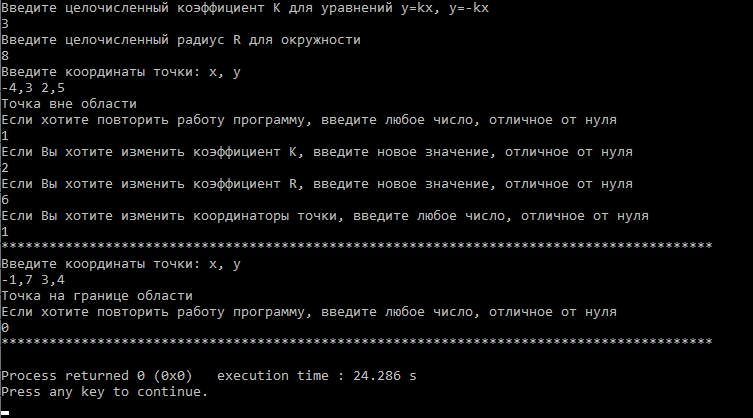 Введите целочисленный коэффициент K для уравнений y=kx, y=-kx
3
Введите целочисленный радиус R для окружности
8
Введите координаты точки: x, y
-4,3 2,5
Точка вне области
Если хотите повторить работу программу, введите любое число, отличное от нуля
1
Если Вы хотите изменить коэффициент K, введите новое значение, отличное от нуля
2
Если Вы хотите изменить коэффициент R, введите новое значение, отличное от нуля
6
Если Вы хотите изменить координаторы точки, введите любое число, отличное от нуля
1
*****************************************************************************************
Введите координаты точки: x, y
-1,7 3,4
Точка на границе области
Если хотите повторить работу программу, введите любое число, отличное от нуля
0
*****************************************************************************************
Process returned 0 (0x0)   execution time : 24.286 s
Press any key to continue.